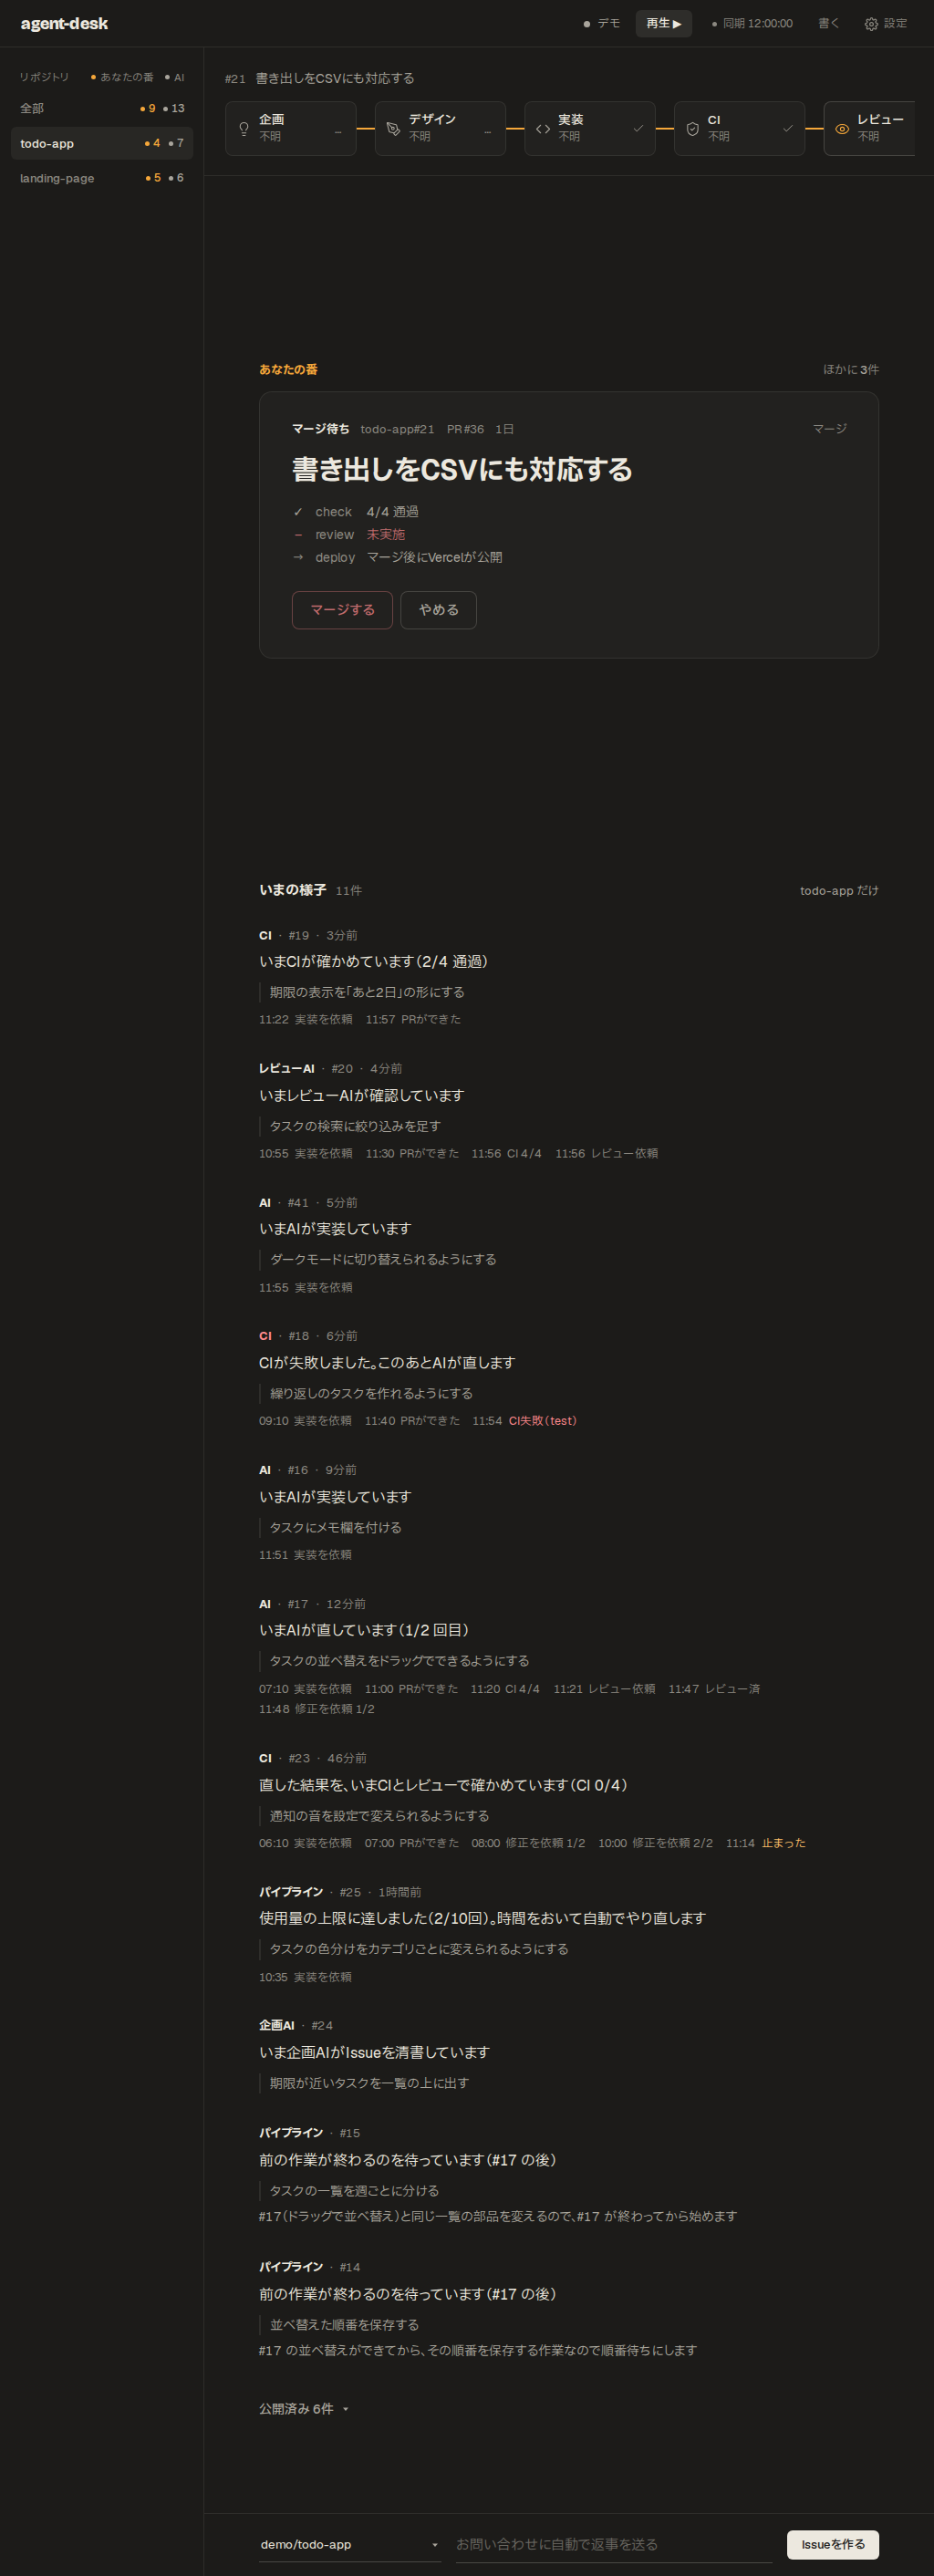 agent-desk
デモ 再生 ▶ 同期 12:00:00 書く 設定
リポジトリ あなたの番 AI
全部 9 13
todo-app 4 7
landing-page 5 6
#21 書き出しをCSVにも対応する
企画 不明 …
デザイン 不明 …
実装 不明 ✓
CI 不明 ✓
レビュー 不明
あなたの番 ほかに 3件
マージ待ち todo-app#21 PR#36 1日 マージ
書き出しをCSVにも対応する
✓ check 4/4 通過
– review 未実施
→ deploy マージ後にVercelが公開
マージする やめる
いまの様子 11件 todo-app だけ
CI · #19 · 3分前
いまCIが確かめています(2/4 通過)
期限の表示を「あと2日」の形にする
11:22 実装を依頼 11:57 PRができた
レビューAI · #20 · 4分前
いまレビューAIが確認しています
タスクの検索に絞り込みを足す
10:55 実装を依頼 11:30 PRができた 11:56 CI 4/4 11:56 レビュー依頼
AI · #41 · 5分前
いまAIが実装しています
ダークモードに切り替えられるようにする
11:55 実装を依頼
CI · #18 · 6分前
CIが失敗しました。このあとAIが直します
繰り返しのタスクを作れるようにする
09:10 実装を依頼 11:40 PRができた 11:54 CI失敗(test)
AI · #16 · 9分前
いまAIが実装しています
タスクにメモ欄を付ける
11:51 実装を依頼
AI · #17 · 12分前
いまAIが直しています(1/2 回目)
タスクの並べ替えをドラッグでできるようにする
07:10 実装を依頼 11:00 PRができた 11:20 CI 4/4 11:21 レビュー依頼 11:47 レビュー済
11:48 修正を依頼 1/2
CI · #23 · 46分前
直した結果を、いまCIとレビューで確かめています(CI 0/4)
通知の音を設定で変えられるようにする
06:10 実装を依頼 07:00 PRができた 08:00 修正を依頼 1/2 10:00 修正を依頼 2/2 11:14 止まった
パイプライン · #25 · 1時間前
使用量の上限に達しました(2/10回)。時間をおいて自動でやり直します
タスクの色分けをカテゴリごとに変えられるようにする
10:35 実装を依頼
企画AI · #24
いま企画AIがIssueを清書しています
期限が近いタスクを一覧の上に出す
パイプライン · #15
前の作業が終わるのを待っています(#17 の後)
タスクの一覧を週ごとに分ける
#17(ドラッグで並べ替え)と同じ一覧の部品を変えるので、#17 が終わってから始めます
パイプライン · #14
前の作業が終わるのを待っています(#17 の後)
並べ替えた順番を保存する
#17 の並べ替えができてから、その順番を保存する作業なので順番待ちにします
公開済み 6件
demo/todo-app お問い合わせに自動で返事を送る Issueを作る